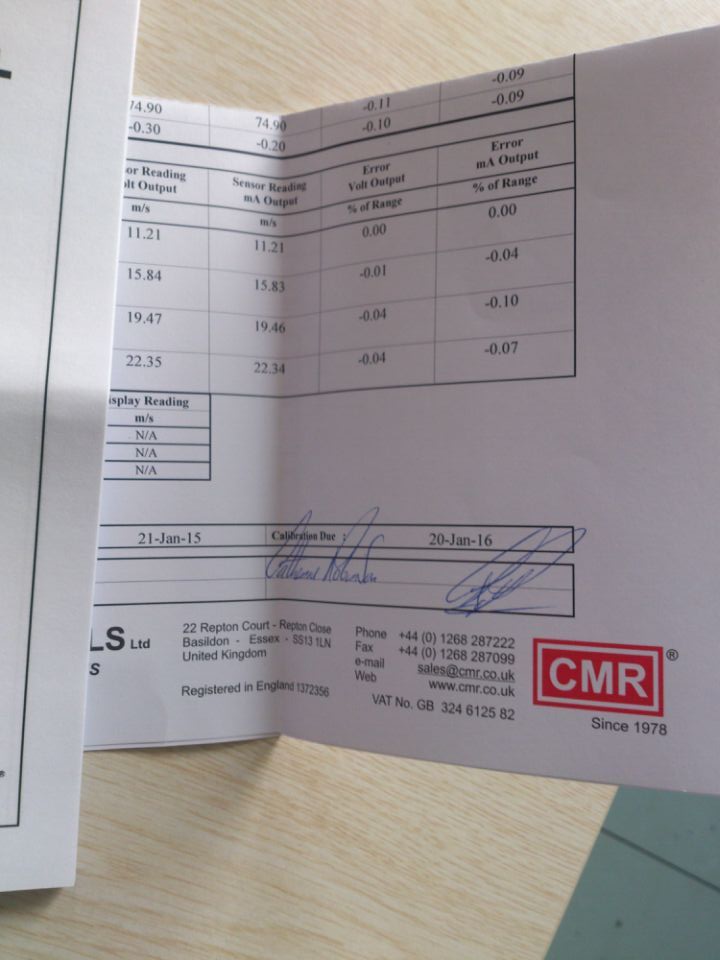 74.90 74.90 -0.11 -0.09
-0.30 -0.20 -0.10 -0.09
or Reading Sensor Reading Error Error
lt Output mA Output Volt Output mA Output
m/s m/s % of Range % of Range
11.21 11.21 0.00 0.00
15.84 15.83 -0.01 -0.04
19.47 19.46 -0.04 -0.10
22.35 22.34 -0.04 -0.07
isplay Reading
m/s
N/A
N/A
N/A
21-Jan-15 Calibration Due : 20-Jan-16
LS Ltd
S
22 Repton Court - Repton Close
Basildon - Essex - SS13 1LN
United Kingdom
Registered in England 1372356
Phone +44 (0) 1268 287222
Fax +44 (0) 1268 287099
e-mail sales@cmr.co.uk
Web www.cmr.co.uk
VAT No. GB 324 6125 82
CMR ®
Since 1978